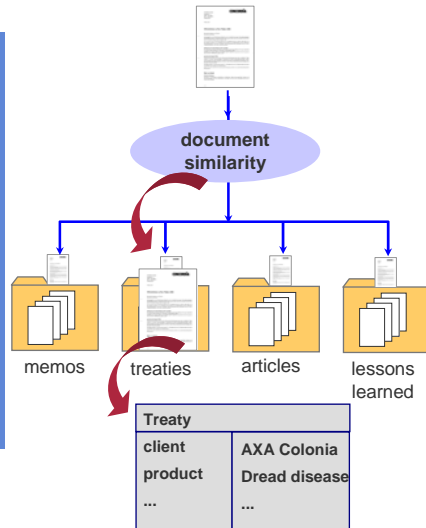 document
similarity
memos
treaties
articles
lessons
learned
Treaty
client AXA Colonia
product Dread disease
... ...